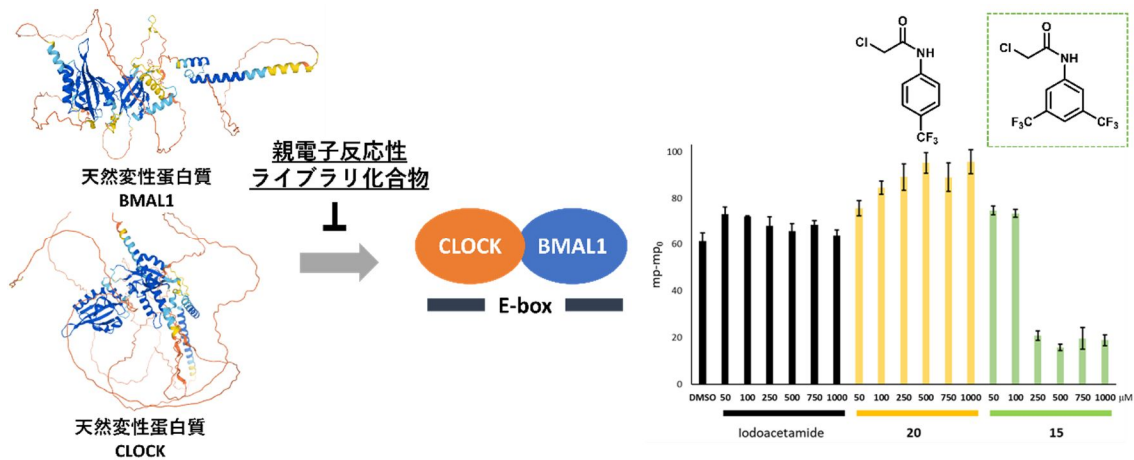 天然変性蛋白質
BMAL1
天然変性蛋白質
CLOCK
親電子反応性
ライブラリ化合物
CLOCK
BMAL1
E-box
O
Cl
NH
CF₃
O
Cl
NH
F₃C
CF₃
mp-mp₀
100
80
60
40
20
0
DMSO 50 100 250 500 750 1000 50 100 250 500 750 1000 50 100 250 500 750 1000 μM
Iodoacetamide
20
15